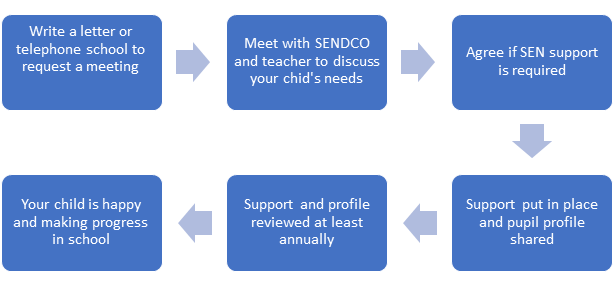 Write a letter or
telephone school to
request a meeting
Meet with SENDCO
and teacher to discuss
your chid's needs
Agree if SEN support
is required
Support put in place
and pupil profile
shared
Support and profile
reviewed at least
annually
Your child is happy
and making progress
in school